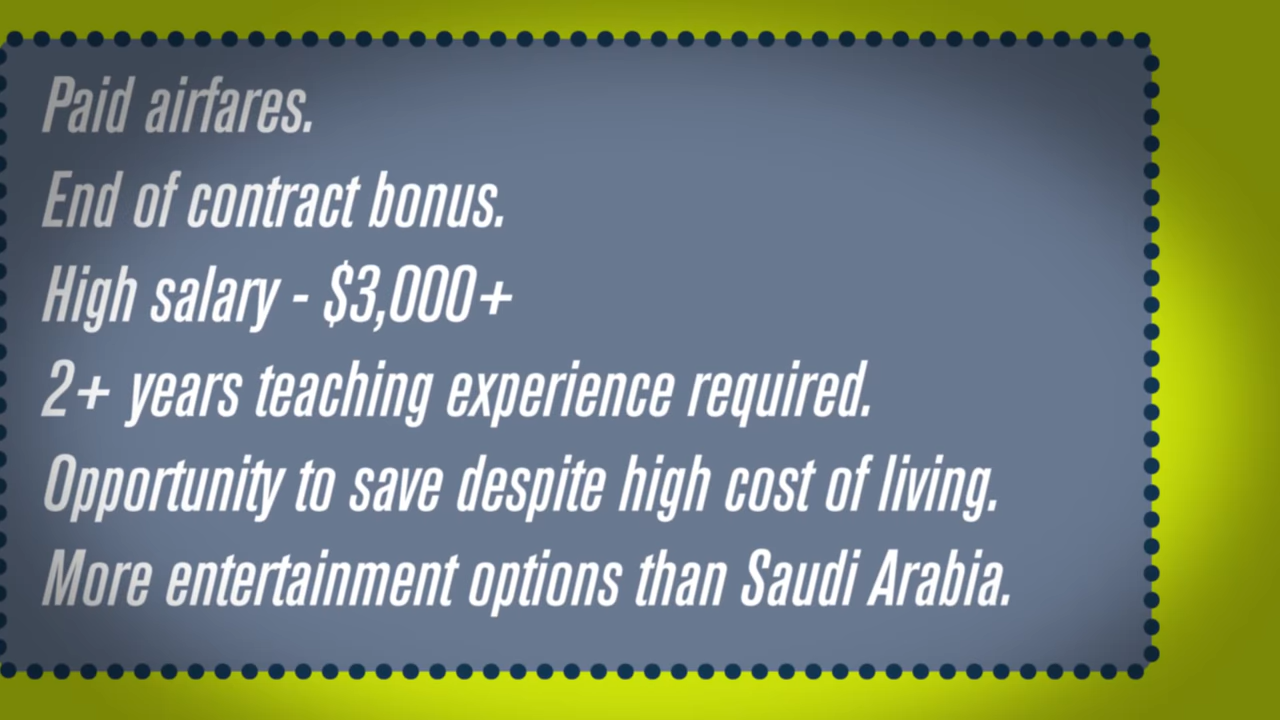 Paid airfares.
End of contract bonus.
High salary - $3,000+
2+ years teaching experience required.
Opportunity to save despite high cost of living.
More entertainment options than Saudi Arabia.